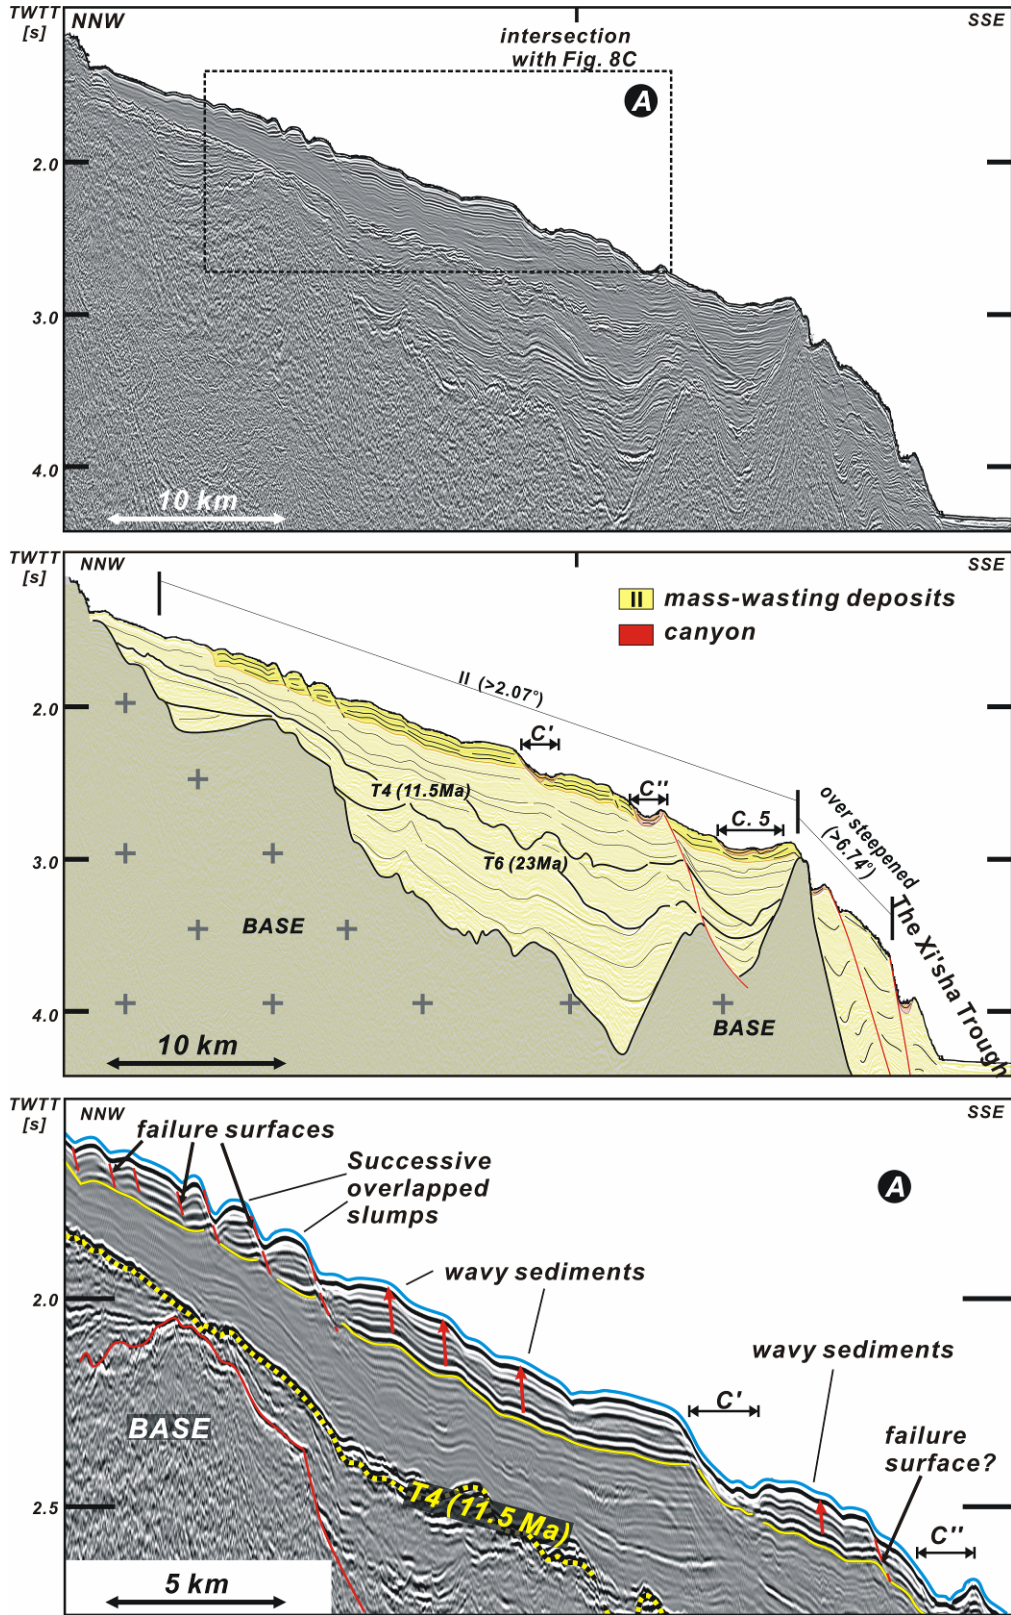 TWTT
[s]
NNW
SSE
intersection
with Fig. 8C
A
2.0
3.0
4.0
10 km
TWTT
[s]
NNW
SSE
II mass-wasting deposits
canyon
II (>2.07°)
2.0
C'
C''
C. 5
T4 (11.5Ma)
T6 (23Ma)
over steepened
(>6.74°)
The Xi'sha Trough
3.0
BASE
BASE
4.0
10 km
TWTT
[s]
NNW
SSE
failure surfaces
Successive
overlapped
slumps
A
wavy sediments
2.0
wavy sediments
C'
BASE
failure
surface?
T4 (11.5 Ma)
2.5
C''
5 km